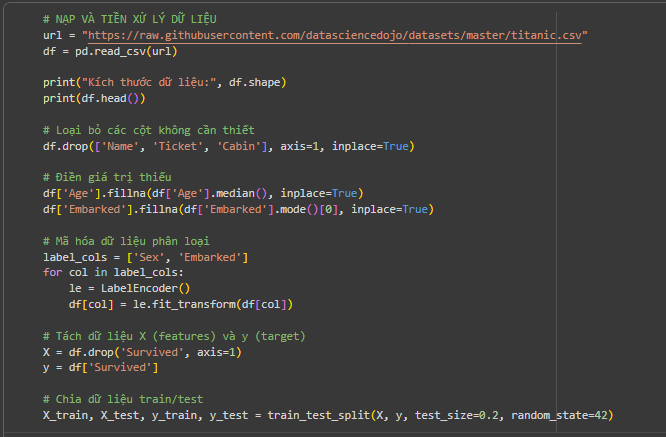 # NẠP VÀ TIỀN XỬ LÝ DỮ LIỆU
url = "https://raw.githubusercontent.com/datasciencedojo/datasets/master/titanic.csv"
df = pd.read_csv(url)
print("Kích thước dữ liệu:", df.shape)
print(df.head())
# Loại bỏ các cột không cần thiết
df.drop(['Name', 'Ticket', 'Cabin'], axis=1, inplace=True)
# Điền giá trị thiếu
df['Age'].fillna(df['Age'].median(), inplace=True)
df['Embarked'].fillna(df['Embarked'].mode()[0], inplace=True)
# Mã hóa dữ liệu phân loại
label_cols = ['Sex', 'Embarked']
for col in label_cols:
    le = LabelEncoder()
    df[col] = le.fit_transform(df[col])
# Tách dữ liệu X (features) và y (target)
X = df.drop('Survived', axis=1)
y = df['Survived']
# Chia dữ liệu train/test
X_train, X_test, y_train, y_test = train_test_split(X, y, test_size=0.2, random_state=42)